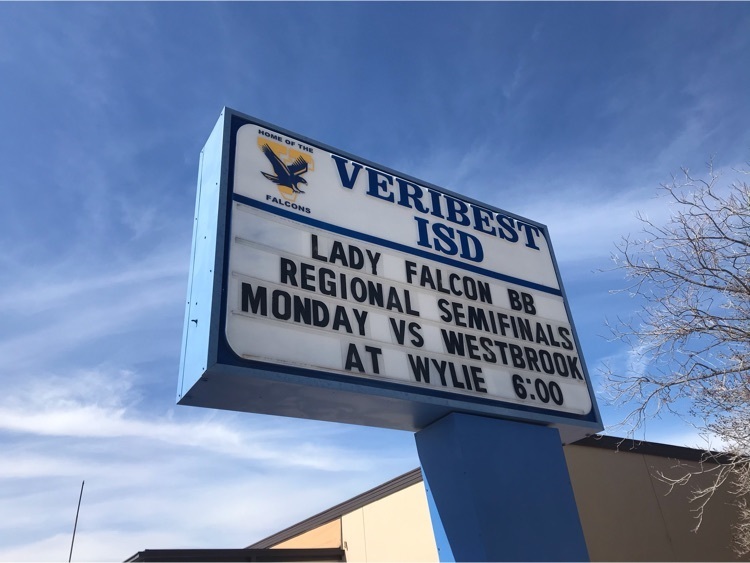 HOME OF THE
FALCONS
VERIBEST
ISD
LADY FALCON BB
REGIONAL SEMIFINALS
MONDAY VS WESTBROOK
AT WYLIE 6:00